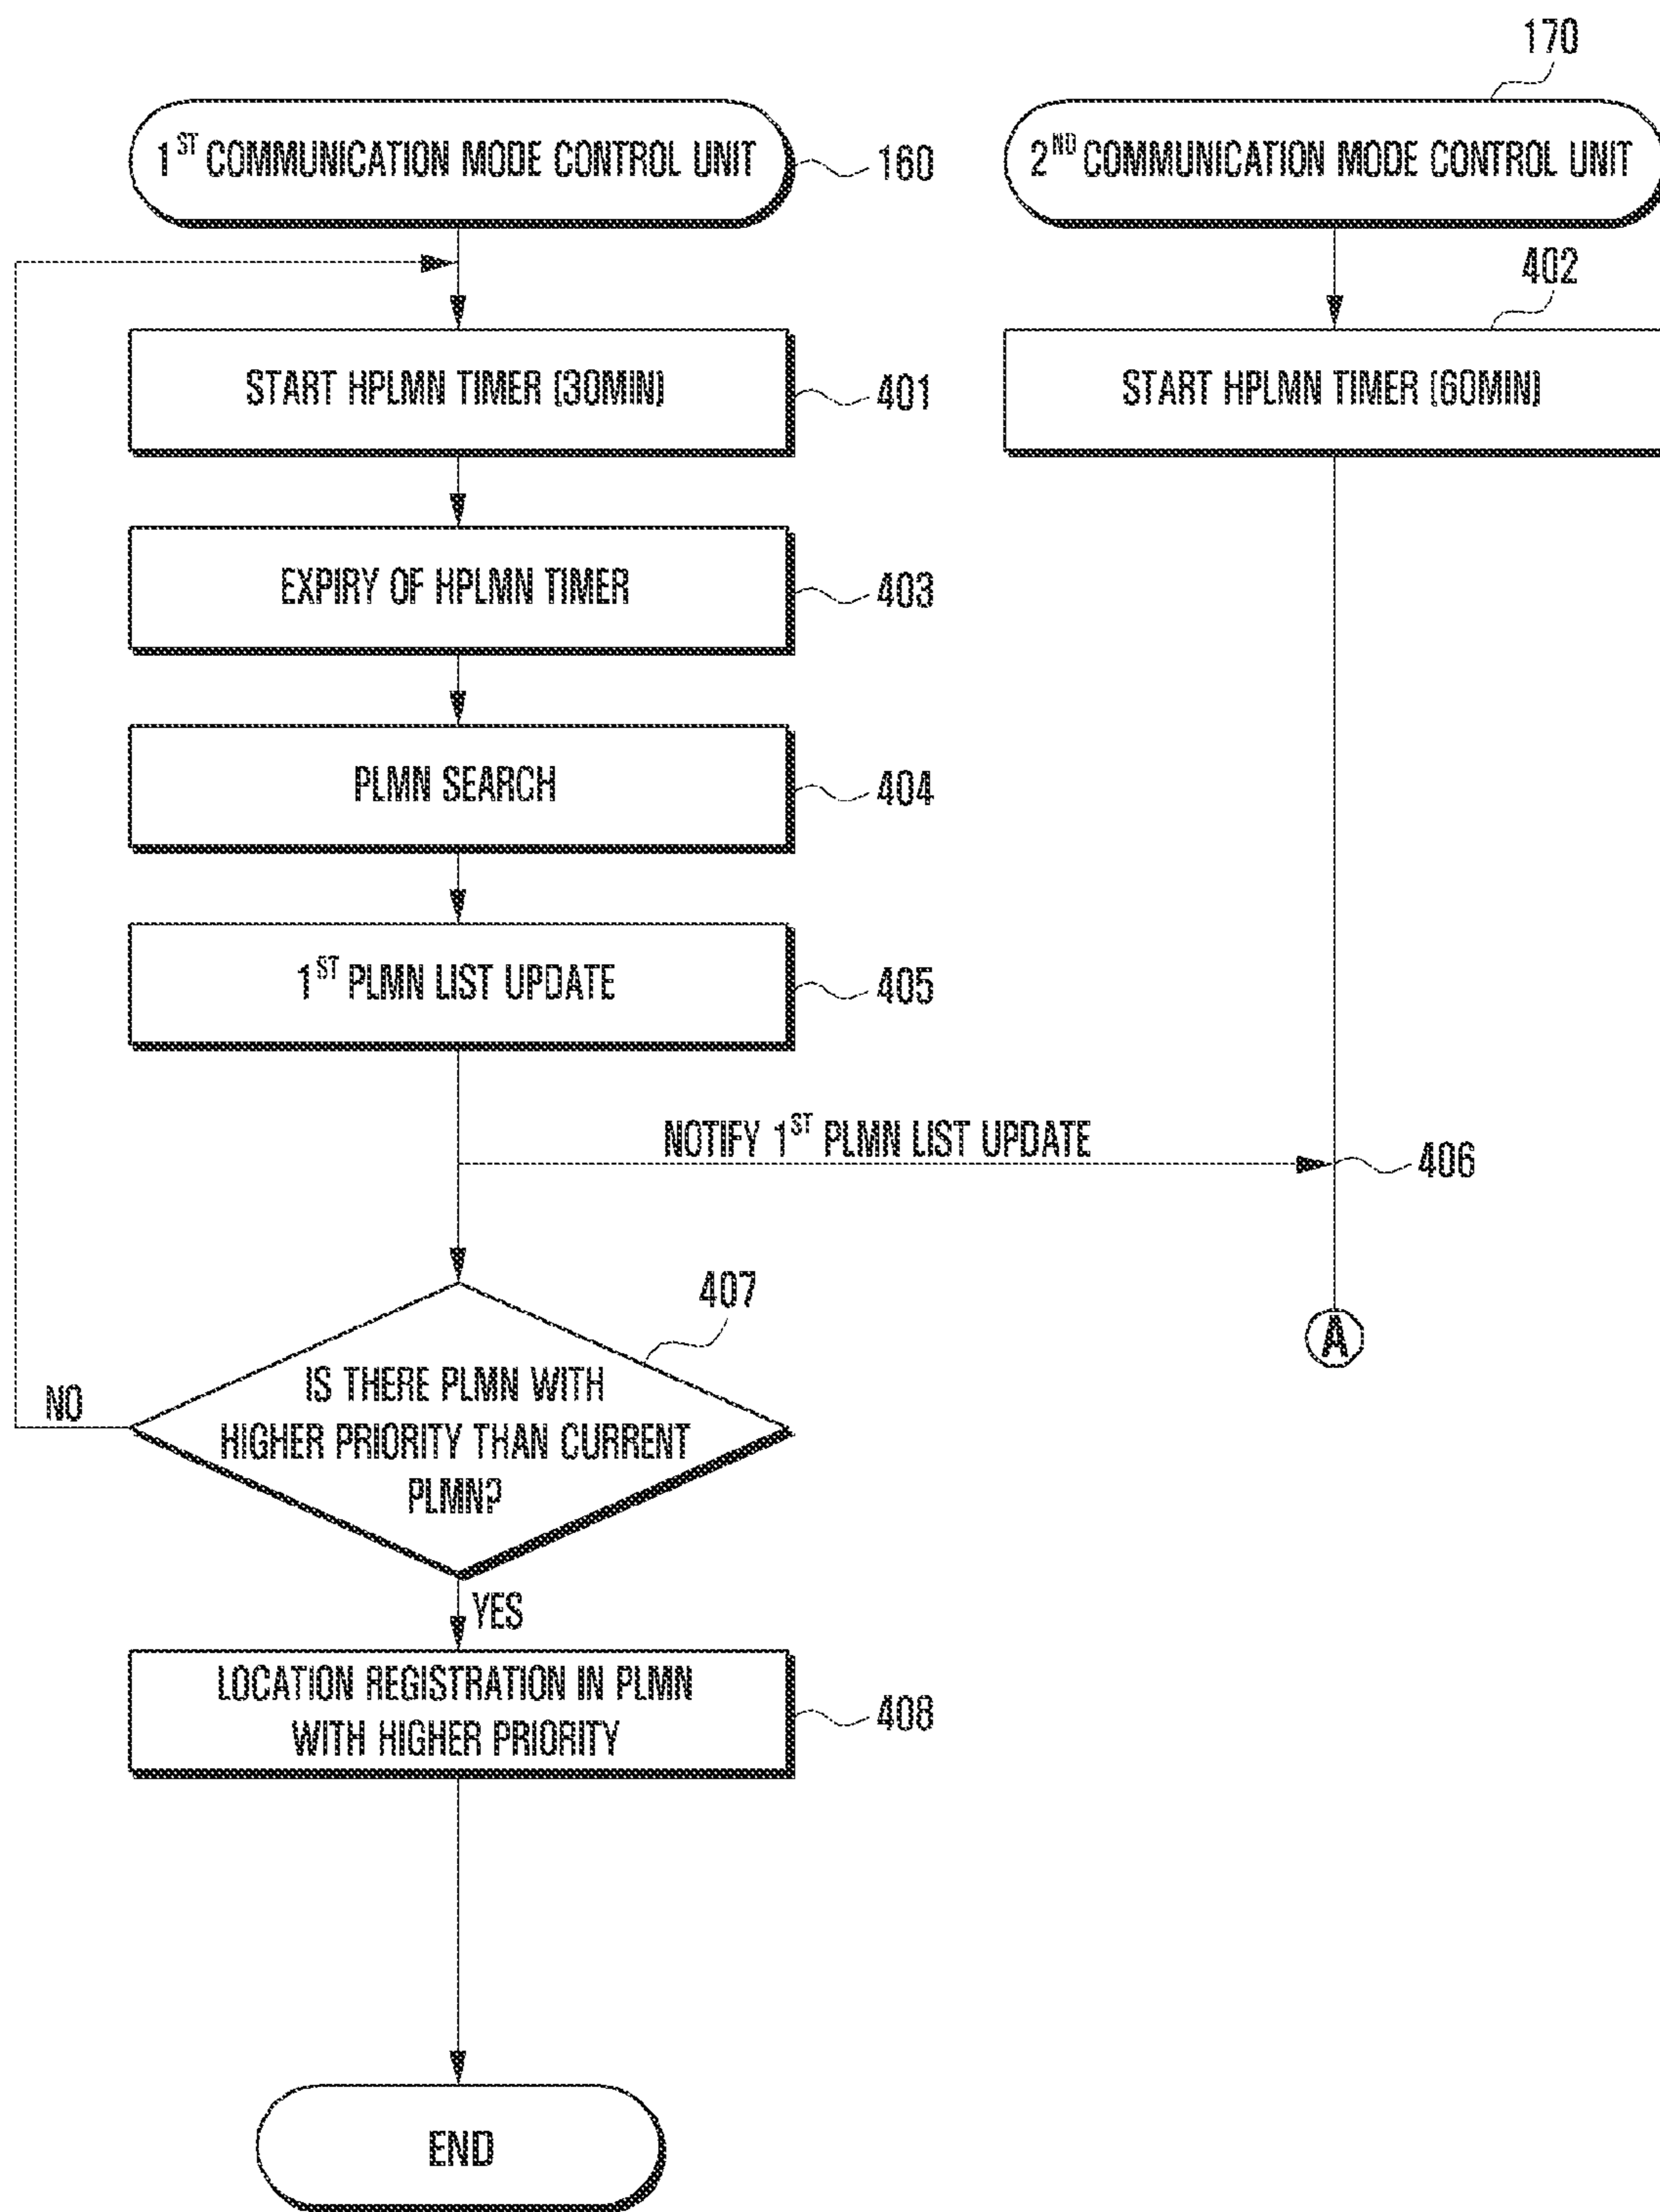 170
1ST COMMUNICATION MODE CONTROL UNIT
160
2ND COMMUNICATION MODE CONTROL UNIT
402
START HPLMN TIMER (30MIN)
401
START HPLMN TIMER (60MIN)
EXPIRY OF HPLMN TIMER
403
PLMN SEARCH
404
1ST PLMN LIST UPDATE
405
NOTIFY 1ST PLMN LIST UPDATE
406
407
A
IS THERE PLMN WITH
HIGHER PRIORITY THAN CURRENT
PLMN?
NO
YES
LOCATION REGISTRATION IN PLMN
WITH HIGHER PRIORITY
408
END